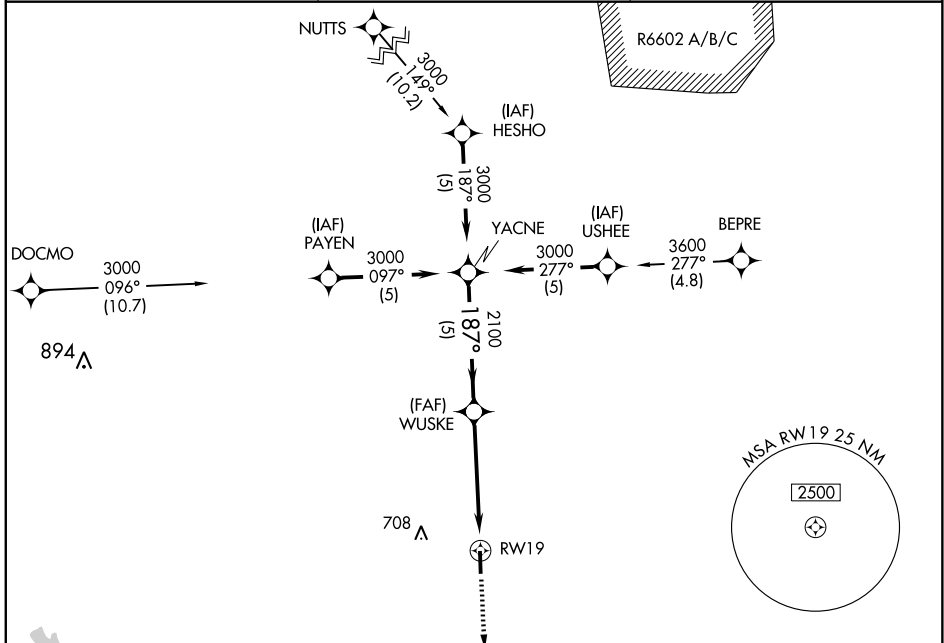 NUTTS
R6602 A/B/C
3000
149°
(10.2)
(IAF)
HESHO
3000
187°
(5)
DOCMO
3000
096°
(10.7)
(IAF)
PAYEN
3000
097°
(5)
YACNE
(IAF)
USHEE
3000
277°
(5)
BEPRE
3600
277°
(4.8)
2100
187°
(5)
894
(FAF)
WUSKE
MSA RW19 25 NM
2500
708
RW19